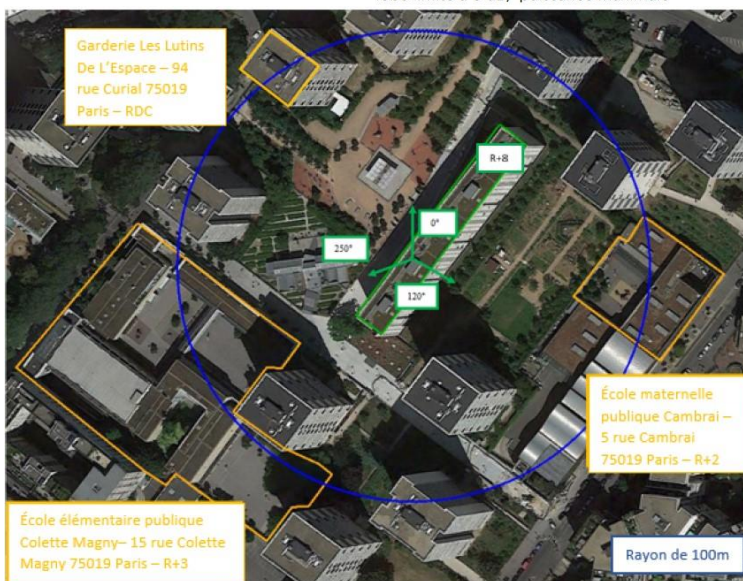 Garderie Les Lutins
De L'Espace – 94
rue Curial 75019
Paris – RDC
R+8
0°
250°
120°
École maternelle
publique Cambrai –
5 rue Cambrai
75019 Paris – R+2
École élémentaire publique
Colette Magny– 15 rue Colette
Magny 75019 Paris – R+3
Rayon de 100m